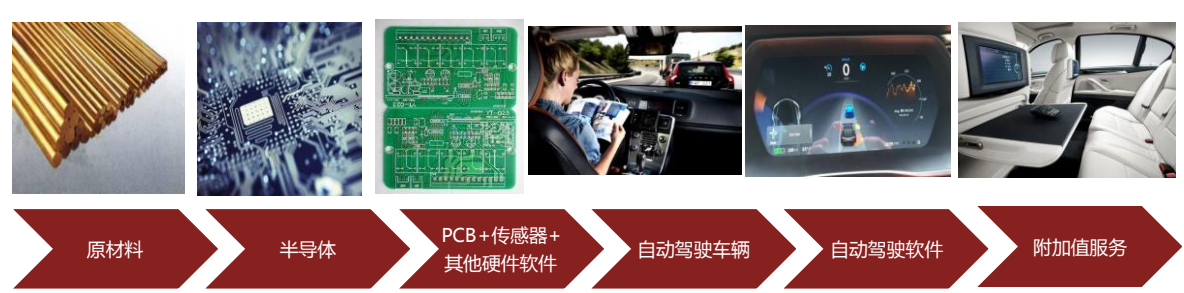 原材料
半导体
PCB+传感器+
其他硬件软件
自动驾驶车辆
自动驾驶软件
附加值服务